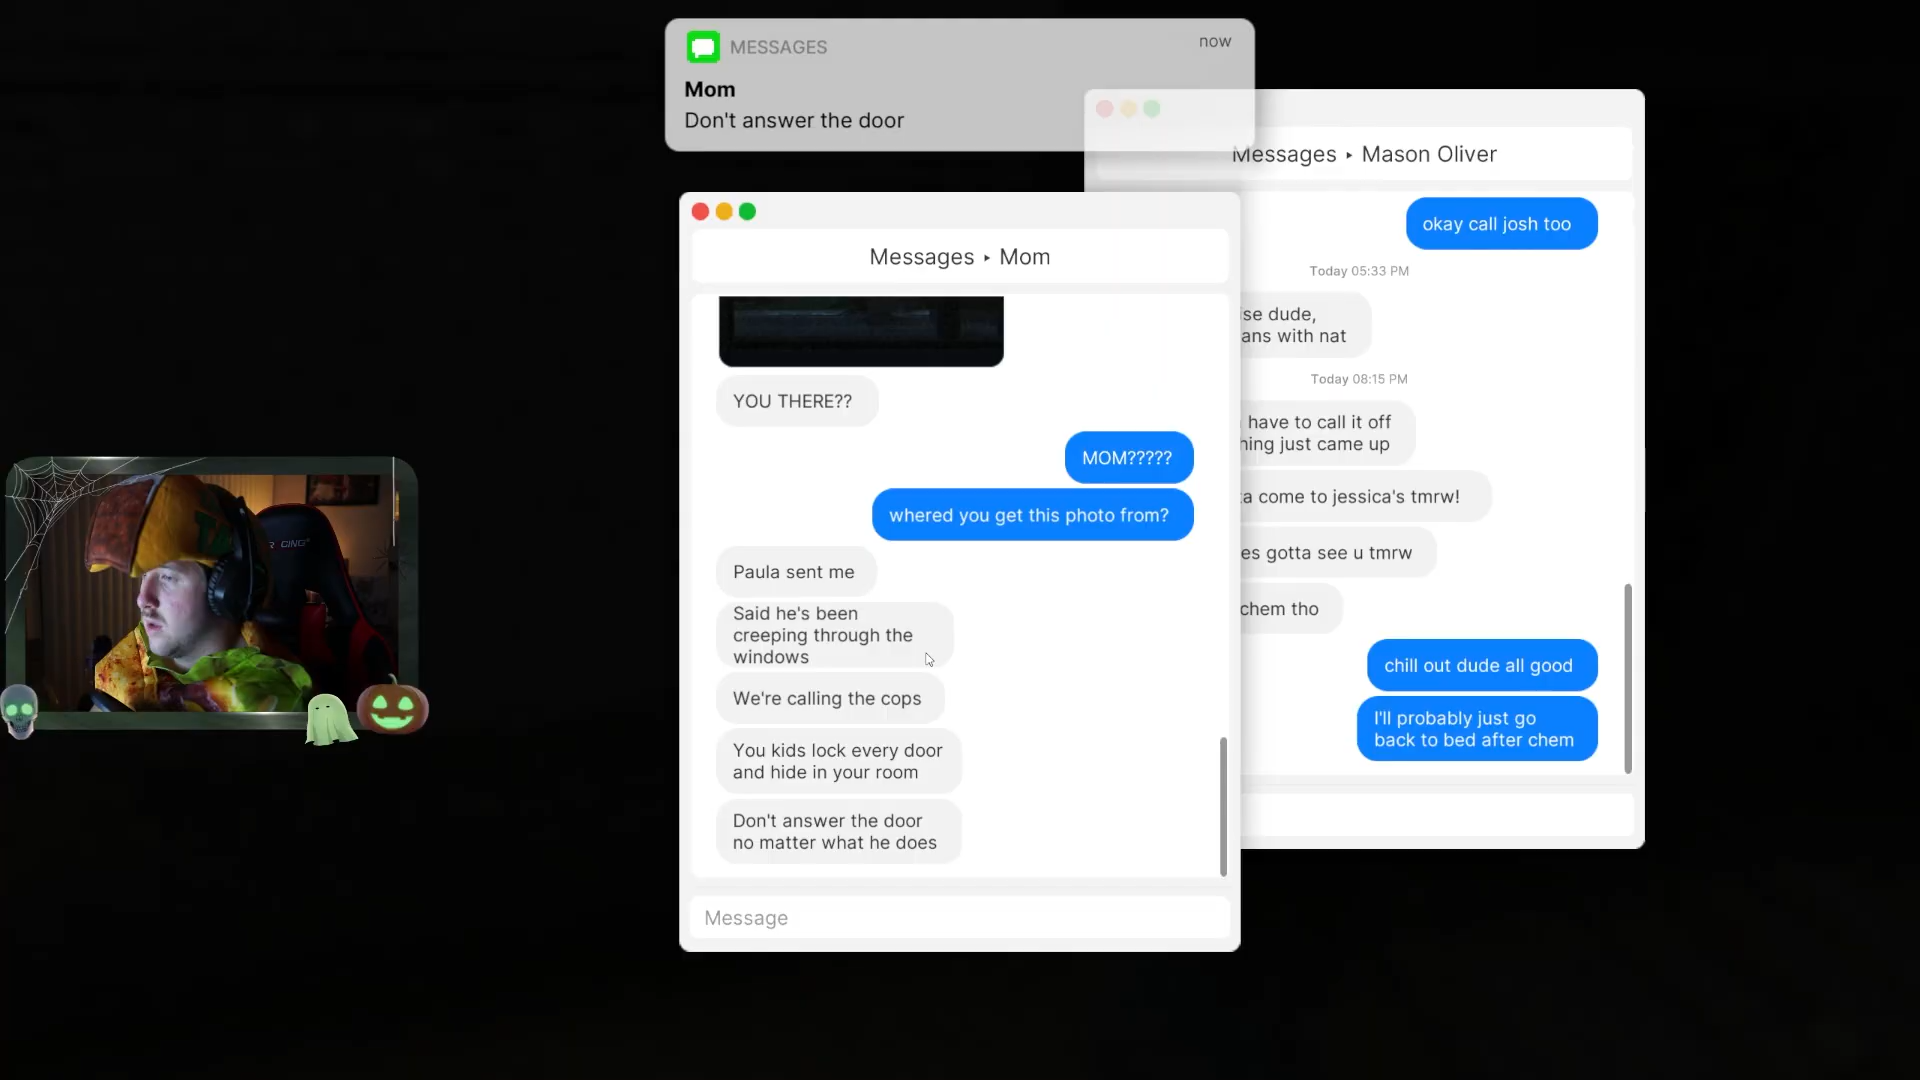 MESSAGES
now
Mom
Don't answer the door
Messages ▸ Mason Oliver
okay call josh too
Today 05:33 PM
dude,
with nat
Today 08:15 PM
have to call it off
just came up
come to jessica's tmrw!
gotta see u tmrw
chem tho
chill out dude all good
I'll probably just go
back to bed after chem
Messages ▸ Mom
YOU THERE??
MOM?????
whered you get this photo from?
Paula sent me
Said he's been
creeping through the
windows
We're calling the cops
You kids lock every door
and hide in your room
Don't answer the door
no matter what he does
Message